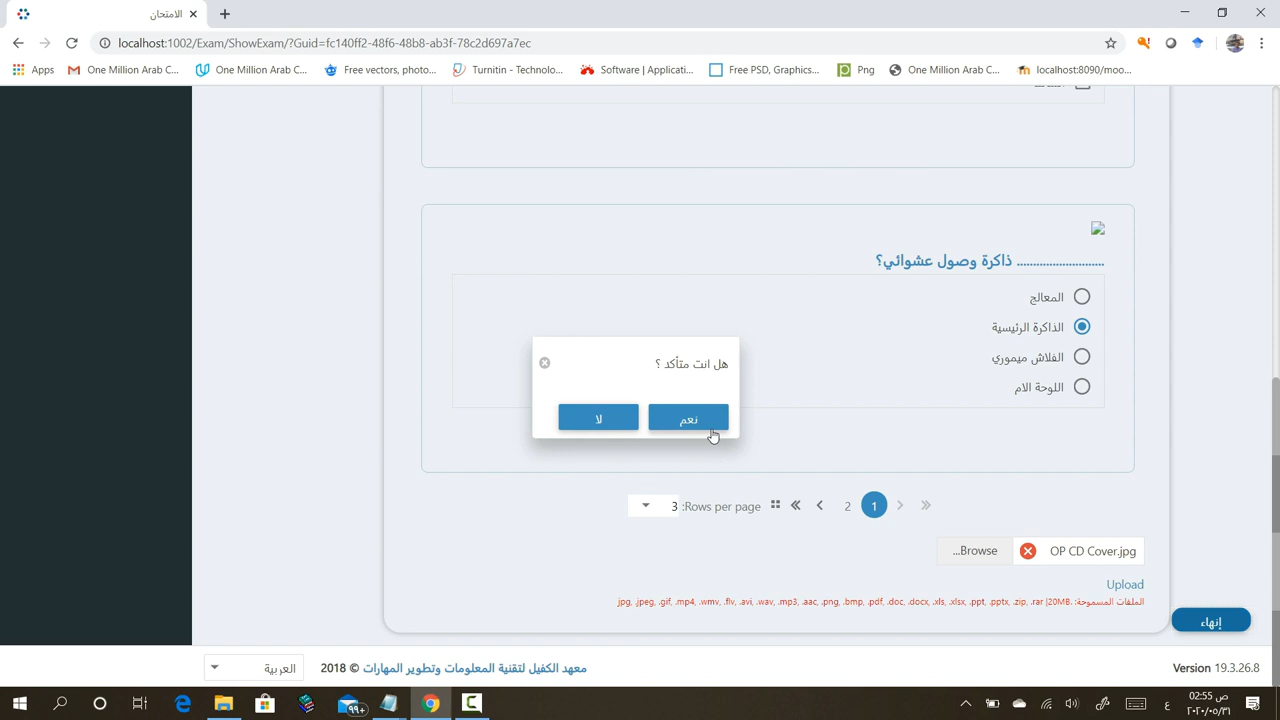 الامتحان
localhost:1002/Exam/ShowExam/?Guid=fc140ff2-48f6-48b8-ab3f-78c2d697a7ec
Apps
One Million Arab C...
One Million Arab C...
Free vectors, photo...
Turnitin - Technolo...
Software | Applicati...
Free PSD, Graphics...
Png
One Million Arab C...
localhost:8090/moo...
........................... ذاكرة وصول عشوائي؟
المعالج
الذاكرة الرئيسية
الفلاش ميموري
اللوحة الام
هل انت متأكد ؟
نعم
لا
1
2
Rows per page:
3
OP CD Cover.jpg
Browse...
Upload
الملفات المسموحة: .jpg, .jpeg, .gif, .mp4, .wmv, .flv, .avi, .wav, .mp3, .aac, .png, .bmp, .pdf, .doc, .docx, .xls, .xlsx, .ppt, .pptx, .zip, .rar |20MB
إنهاء
العربية
معهد الكفيل لتقنية المعلومات وتطوير المهارات © 2018
Version 19.3.26.8
99+
ع
02:55 ص
٢٠٢٠/٠٥/٣١